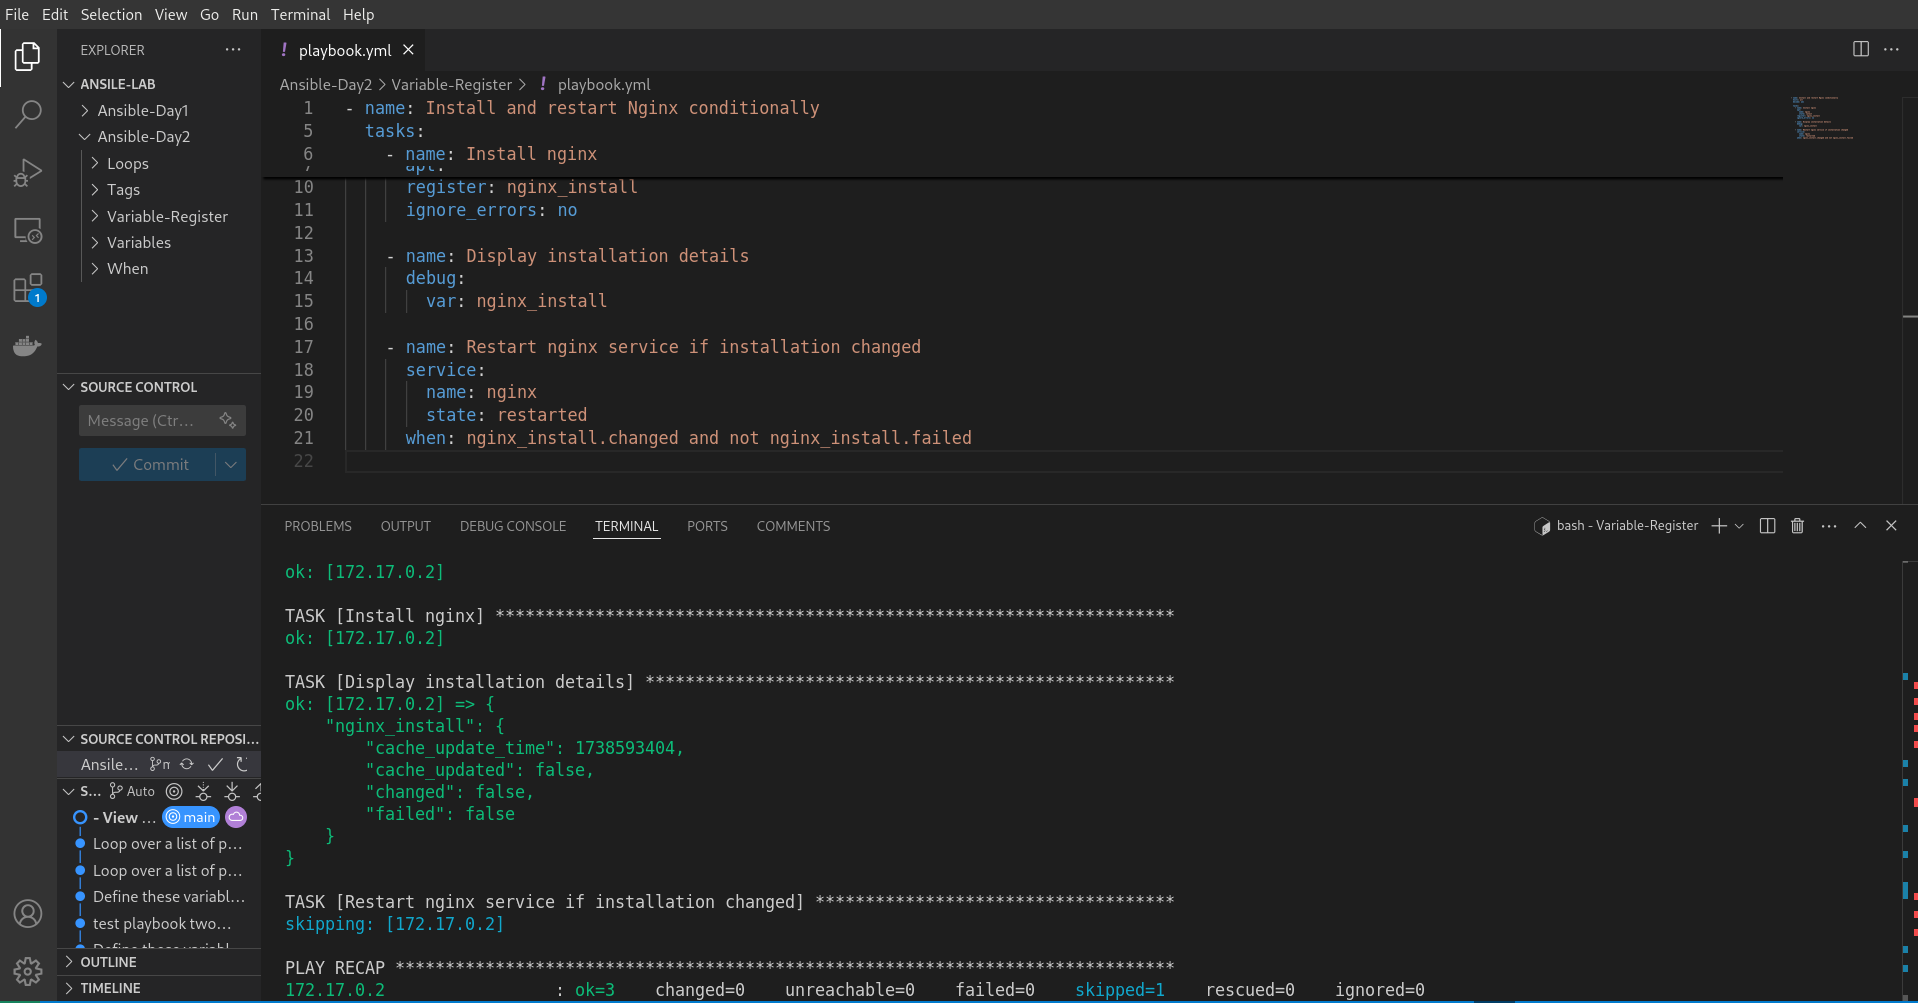 File Edit Selection View Go Run Terminal Help
EXPLORER
playbook.yml
Ansible-Day2 > Variable-Register > ! playbook.yml
ANSILE-LAB
Ansible-Day1
Ansible-Day2
Loops
Tags
Variable-Register
Variables
When
1 - name: Install and restart Nginx conditionally
5 tasks:
6 - name: Install nginx
7 apt:
10 register: nginx_install
11 ignore_errors: no
12
13 - name: Display installation details
14 debug:
15 var: nginx_install
16
17 - name: Restart nginx service if installation changed
18 service:
19 name: nginx
20 state: restarted
21 when: nginx_install.changed and not nginx_install.failed
22
1
SOURCE CONTROL
Message (Ctr...
Commit
SOURCE CONTROL REPOSI...
Ansile...
S... Auto
- View ... main
Loop over a list of p...
Loop over a list of p...
Define these variabl...
test playbook two...
Define these variabl
OUTLINE
TIMELINE
PROBLEMS OUTPUT DEBUG CONSOLE TERMINAL PORTS COMMENTS
bash - Variable-Register
ok: [172.17.0.2]
TASK [Install nginx] ********************************************************************
ok: [172.17.0.2]
TASK [Display installation details] *****************************************************
ok: [172.17.0.2] => {
"nginx_install": {
"cache_update_time": 1738593404,
"cache_updated": false,
"changed": false,
"failed": false
}
}
TASK [Restart nginx service if installation changed] ************************************
skipping: [172.17.0.2]
PLAY RECAP ******************************************************************************
172.17.0.2 : ok=3 changed=0 unreachable=0 failed=0 skipped=1 rescued=0 ignored=0